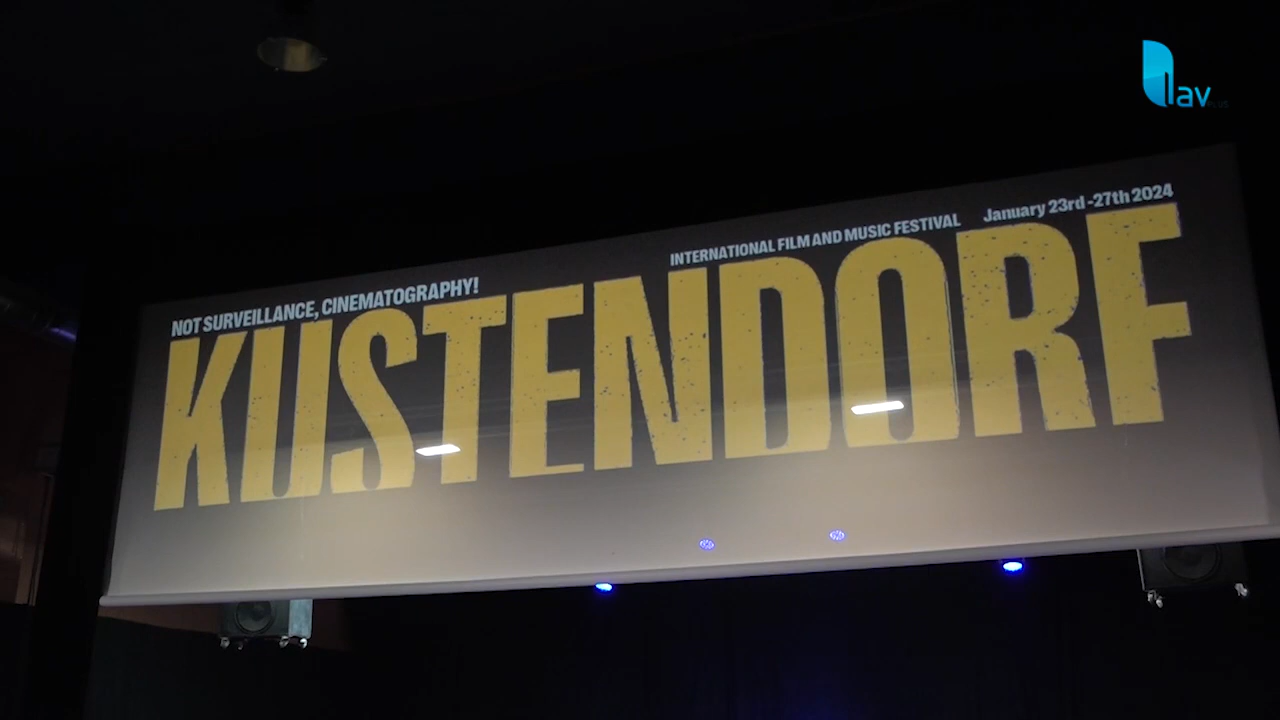 lav
NOT SURVEILLANCE, CINEMATOGRAPHY!
INTERNATIONAL FILM AND MUSIC FESTIVAL
January 23rd -27th 2024
KUSTENDORF